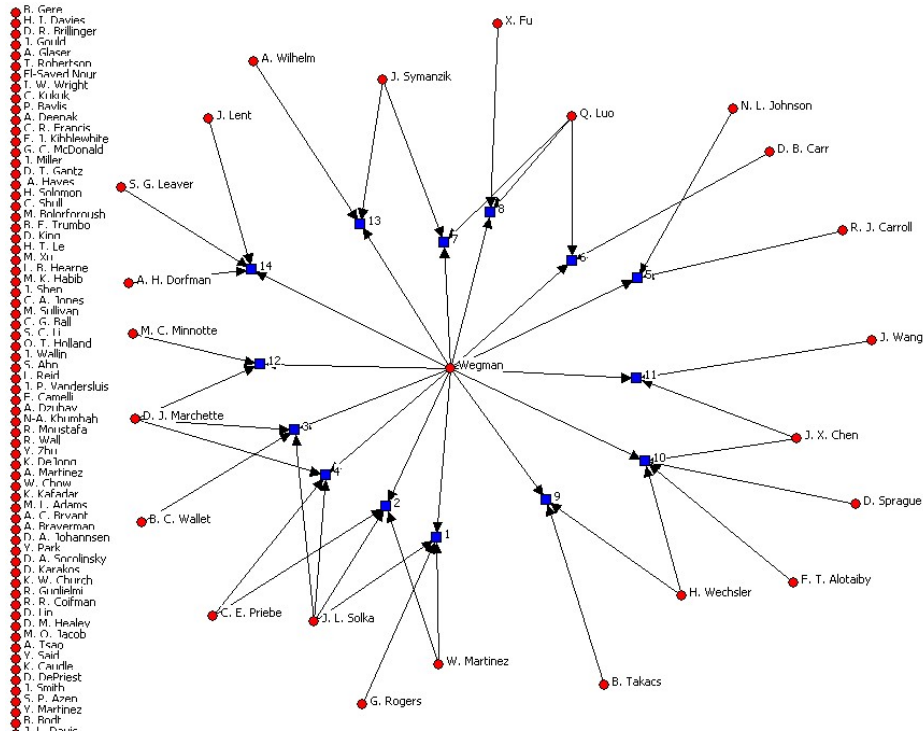 B. Gere
H. T. Davies
D. R. Brillinger
J. Gould
A. Glaser
T. Robertson
El-Sayed Nour
I. W. Wright
C. Kukuk
P. Baylis
A. Deepak
C. R. Francis
E. J. Kibblewhite
G. C. McDonald
J. Miller
D. T. Gantz
A. Hayes
H. Solomon
C. Shull
M. Bolorforoush
B. E. Trumbo
D. King
H. T. Le
M. Xu
L. B. Hearne
M. K. Habib
J. Shen
C. A. Jones
M. Sullivan
C. G. Ball
S. C. Li
O. T. Holland
J. Wallin
S. Ahn
L. Reid
J. P. Vandersluis
F. Camelli
A. Dzubay
N-A. Khumbah
R. Moustafa
R. Wall
Y. Zhu
K. DeJong
A. Martinez
W. Chow
K. Kafadar
M. L. Adams
A. C. Bryant
A. Braverman
D. A. Johannsen
Y. Park
D. A. Socolinsky
D. Karakos
K. W. Church
R. Guglielmi
R. R. Coifman
D. Lin
D. M. Healey
M. O. Jacob
A. Tsao
Y. Said
K. Caudle
D. DePriest
J. Smith
S. P. Azen
Y. Martinez
B. Bodt
J. L. Davis
X. Fu
A. Wilhelm
J. Symanzik
N. L. Johnson
Q. Luo
J. Lent
D. B. Carr
S. G. Leaver
8
13
R. J. Carroll
7
6
14
5
A. H. Dorfman
M. C. Minnotte
J. Wang
12
Wegman
11
D. J. Marchette
3
J. X. Chen
10
4
9
D. Sprague
2
B. C. Wallet
1
F. T. Alotaiby
H. Wechsler
C. E. Priebe
J. L. Solka
W. Martinez
B. Takacs
G. Rogers